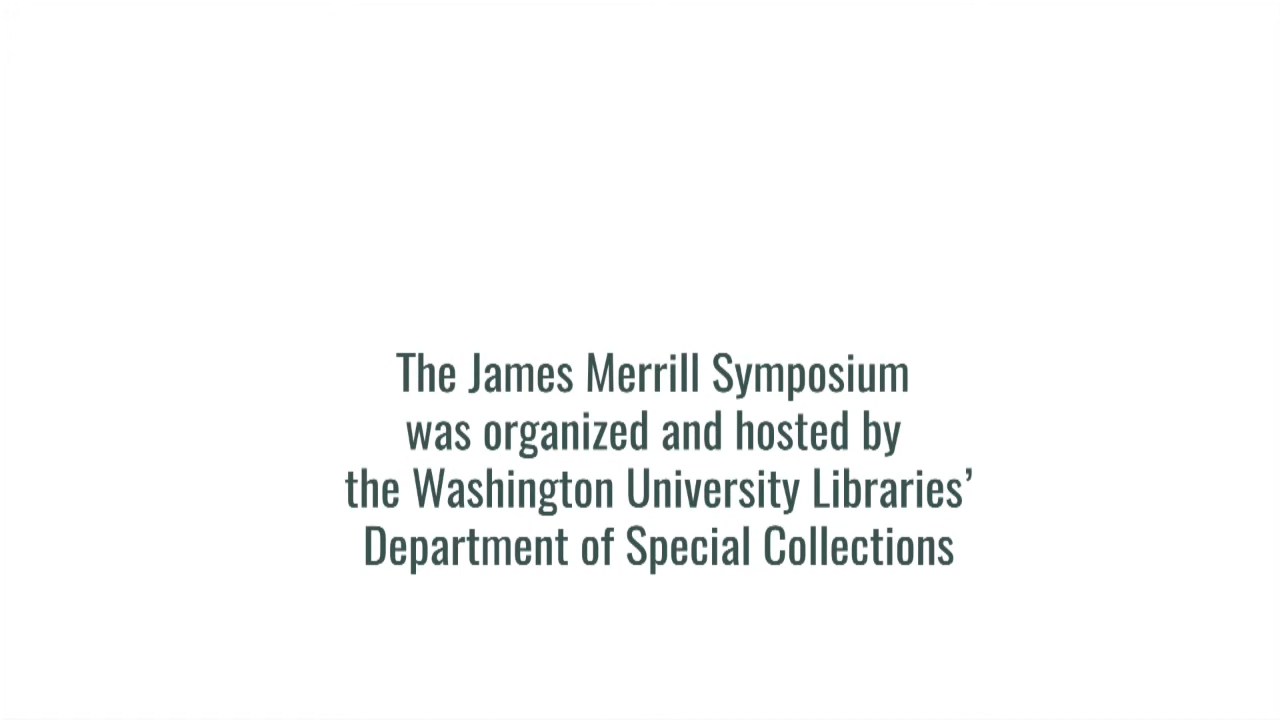 The James Merrill Symposium
was organized and hosted by
the Washington University Libraries’
Department of Special Collections